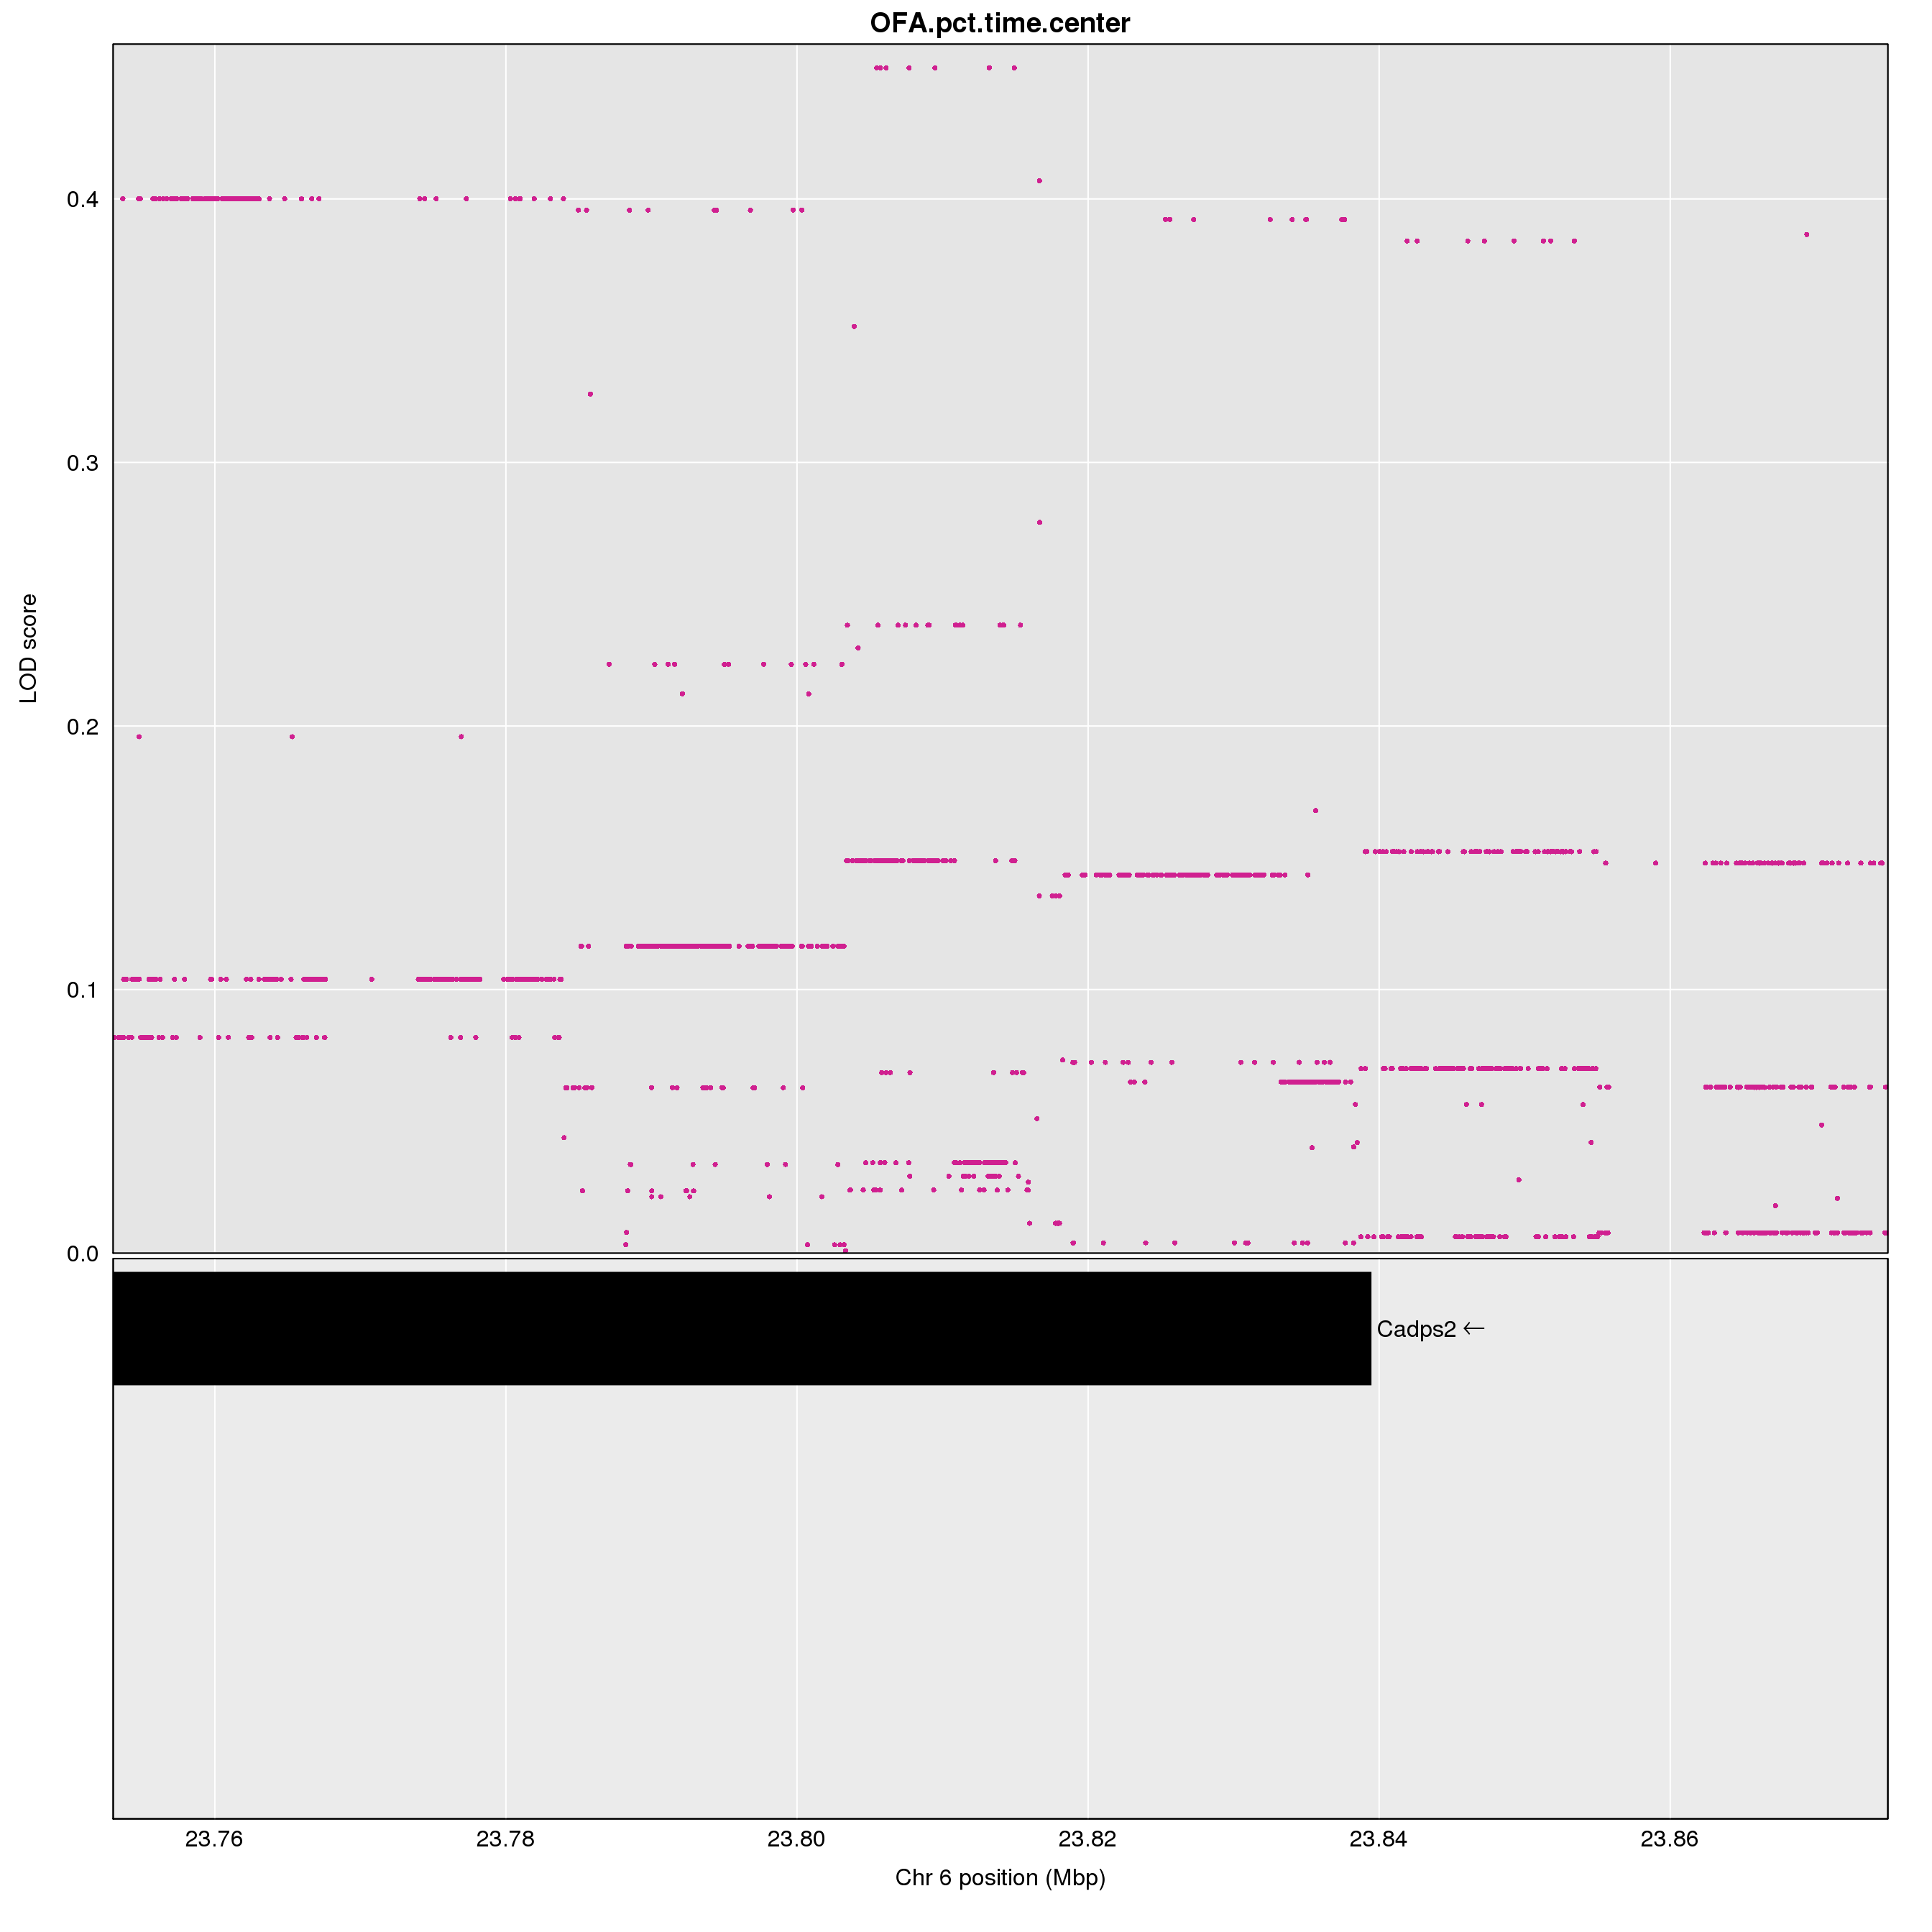 OFA.pct.time.center
LOD score
0.4
0.3
0.2
0.1
0.0
Cadps2 ←
23.76 23.78 23.80 23.82 23.84 23.86
Chr 6 position (Mbp)